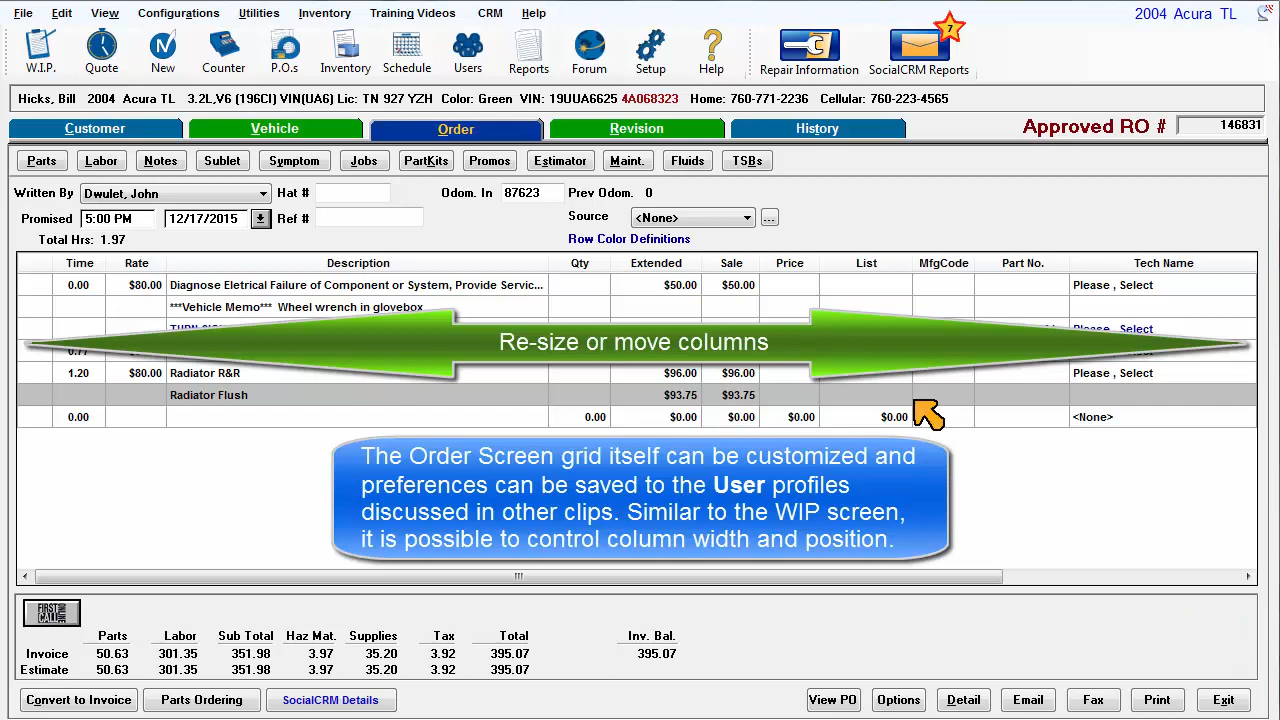 File Edit View Configurations Utilities Inventory Training Videos CRM Help 2004 Acura TL
7
W.I.P. Quote New Counter P.O.s Inventory Schedule Users Reports Forum Setup Help Repair Information SocialCRM Reports
Hicks, Bill 2004 Acura TL 3.2L,V6 (196CI) VIN(UA6) Lic: TN 927 YZH Color: Green VIN: 19UUA6625 4A068323 Home: 760-771-2236 Cellular: 760-223-4565
Customer Vehicle Order Revision History Approved RO # 146831
Parts Labor Notes Sublet Symptom Jobs PartKits Promos Estimator Maint. Fluids TSBs
Written By Dwulet, John Hat # Odom. In 87623 Prev Odom. 0
Promised 5:00 PM 12/17/2015 Ref # Source <None> ...
Total Hrs: 1.97 Row Color Definitions
Time Rate Description Qty Extended Sale Price List MfgCode Part No. Tech Name
0.00 $80.00 Diagnose Eletrical Failure of Component or System, Provide Servic... $50.00 $50.00 Please , Select
***Vehicle Memo*** Wheel wrench in glovebox
Please , Select
Re-size or move columns
0.77 Please , Select
1.20 $80.00 Radiator R&R $96.00 $96.00 Please , Select
Radiator Flush $93.75 $93.75
0.00 0.00 $0.00 $0.00 $0.00 $0.00 <None>
The Order Screen grid itself can be customized and
preferences can be saved to the User profiles
discussed in other clips. Similar to the WIP screen,
it is possible to control column width and position.
FIRST CALL
Parts Labor Sub Total Haz Mat. Supplies Tax Total Inv. Bal.
Invoice 50.63 301.35 351.98 3.97 35.20 3.92 395.07 395.07
Estimate 50.63 301.35 351.98 3.97 35.20 3.92 395.07
Convert to Invoice Parts Ordering SocialCRM Details View PO Options Detail Email Fax Print Exit